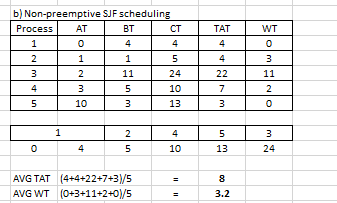 b) Non-preemptive SJF scheduling
Process AT BT CT TAT WT
1 0 4 4 4 0
2 1 1 5 4 3
3 2 11 24 22 11
4 3 5 10 7 2
5 10 3 13 3 0
1 2 4 5 3
0 4 5 10 13 24
AVG TAT (4+4+22+7+3)/5 = 8
AVG WT (0+3+11+2+0)/5 = 3.2